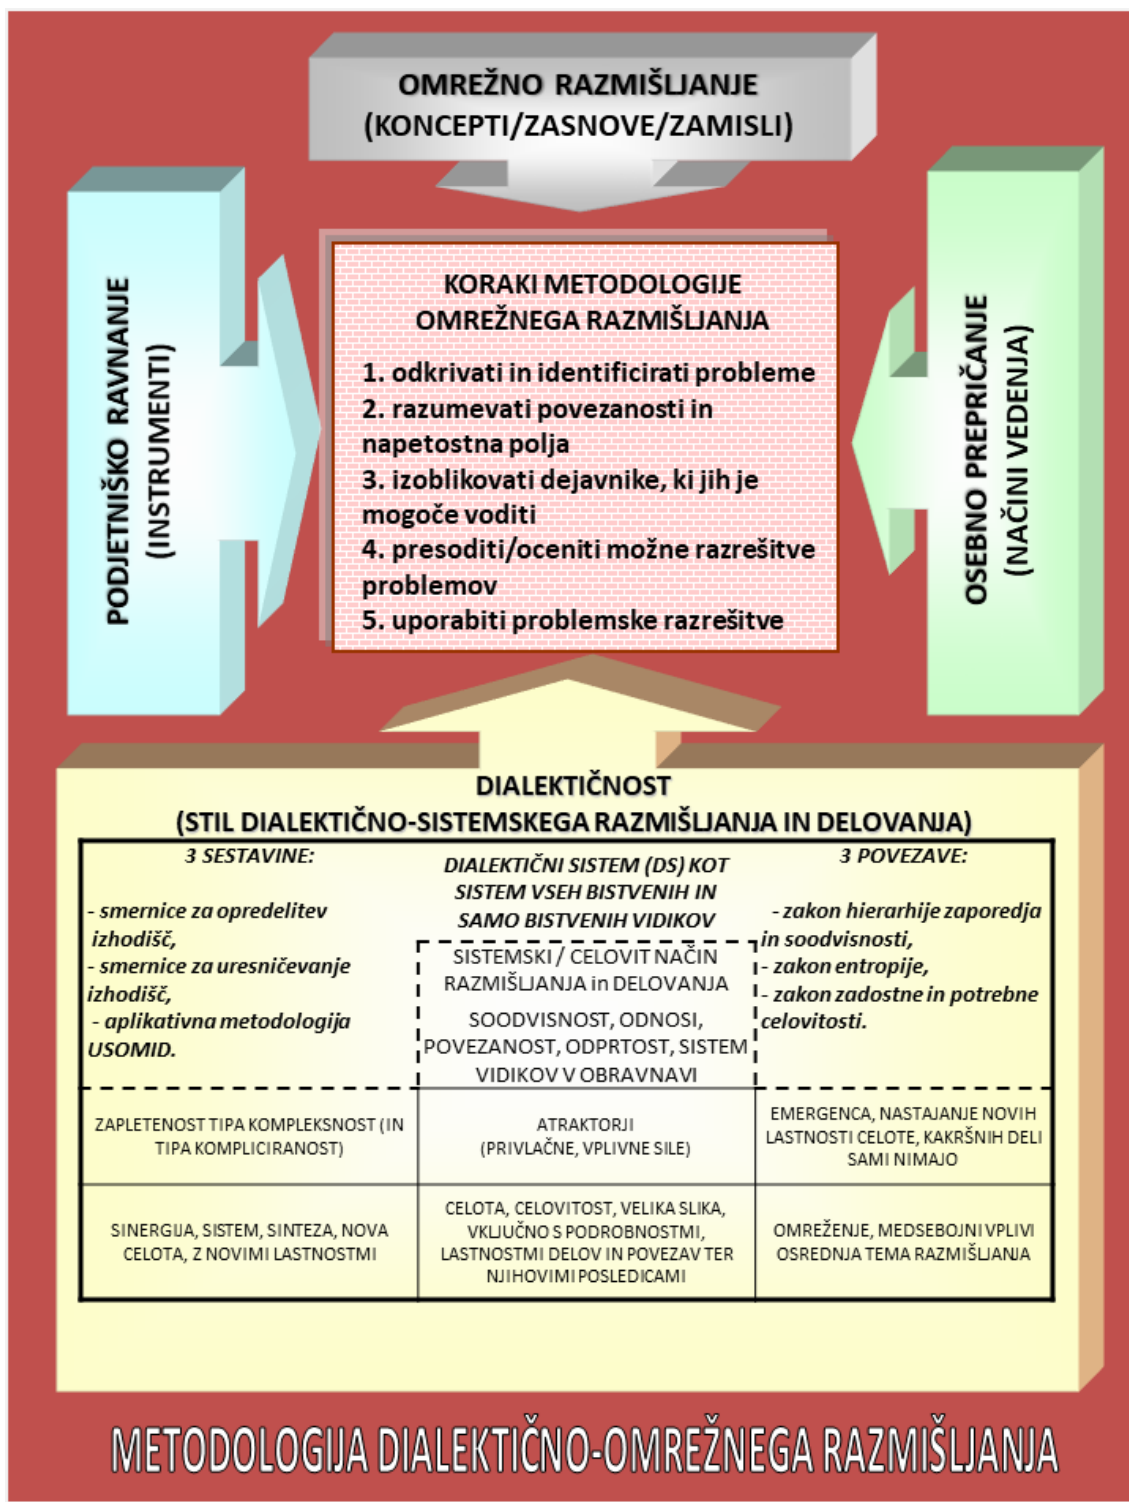 OMREŽNO RAZMIŠLJANJE
(KONCEPTI/ZASNOVE/ZAMISLI)
PODJETNIŠKO RAVNANJE
(INSTRUMENTI)
KORAKI METODOLOGIJE
OMREŽNEGA RAZMIŠLJANJA
1. odkrivati in identificirati probleme
2. razumevati povezanosti in
napetostna polja
3. izoblikovati dejavnike, ki jih je
mogoče voditi
4. presoditi/oceniti možne razrešitve
problemov
5. uporabiti problemske razrešitve
OSEBNO PREPRIČANJE
(NAČINI VEDENJA)
DIALEKTIČNOST
(STIL DIALEKTIČNO-SISTEMSKEGA RAZMIŠLJANJA IN DELOVANJA)
3 SESTAVINE:
- smernice za opredelitev
izhodišč,
- smernice za uresničevanje
izhodišč,
- aplikativna metodologija
USOMID.
DIALEKTIČNI SISTEM (DS) KOT
SISTEM VSEH BISTVENIH IN
SAMO BISTVENIH VIDIKOV
SISTEMSKI / CELOVIT NAČIN
RAZMIŠLJANJA in DELOVANJA
SOODVISNOST, ODNOSI,
POVEZANOST, ODPRTOST, SISTEM
VIDIKOV V OBRAVNAVI
3 POVEZAVE:
- zakon hierarhije zaporedja
in soodvisnosti,
- zakon entropije,
- zakon zadostne in potrebne
celovitosti.
ZAPLETENOST TIPA KOMPLEKSNOST (IN
TIPA KOMPLICIRANOST)
ATRAKTORJI
(PRIVLAČNE, VPLIVNE SILE)
EMERGENCA, NASTAJANJE NOVIH
LASTNOSTI CELOTE, KAKRŠNIH DELI
SAMI NIMAJO
SINERGIJA, SISTEM, SINTEZA, NOVA
CELOTA, Z NOVIMI LASTNOSTMI
CELOTA, CELOVITOST, VELIKA SLIKA,
VKLJUČNO S PODROBNOSTMI,
LASTNOSTMI DELOV IN POVEZAV TER
NJIHOVIMI POSLEDICAMI
OMREŽENJE, MEDSEBOJNI VPLIVI
OSREDNJA TEMA RAZMIŠLJANJA
METODOLOGIJA DIALEKTIČNO-OMREŽNEGA RAZMIŠLJANJA